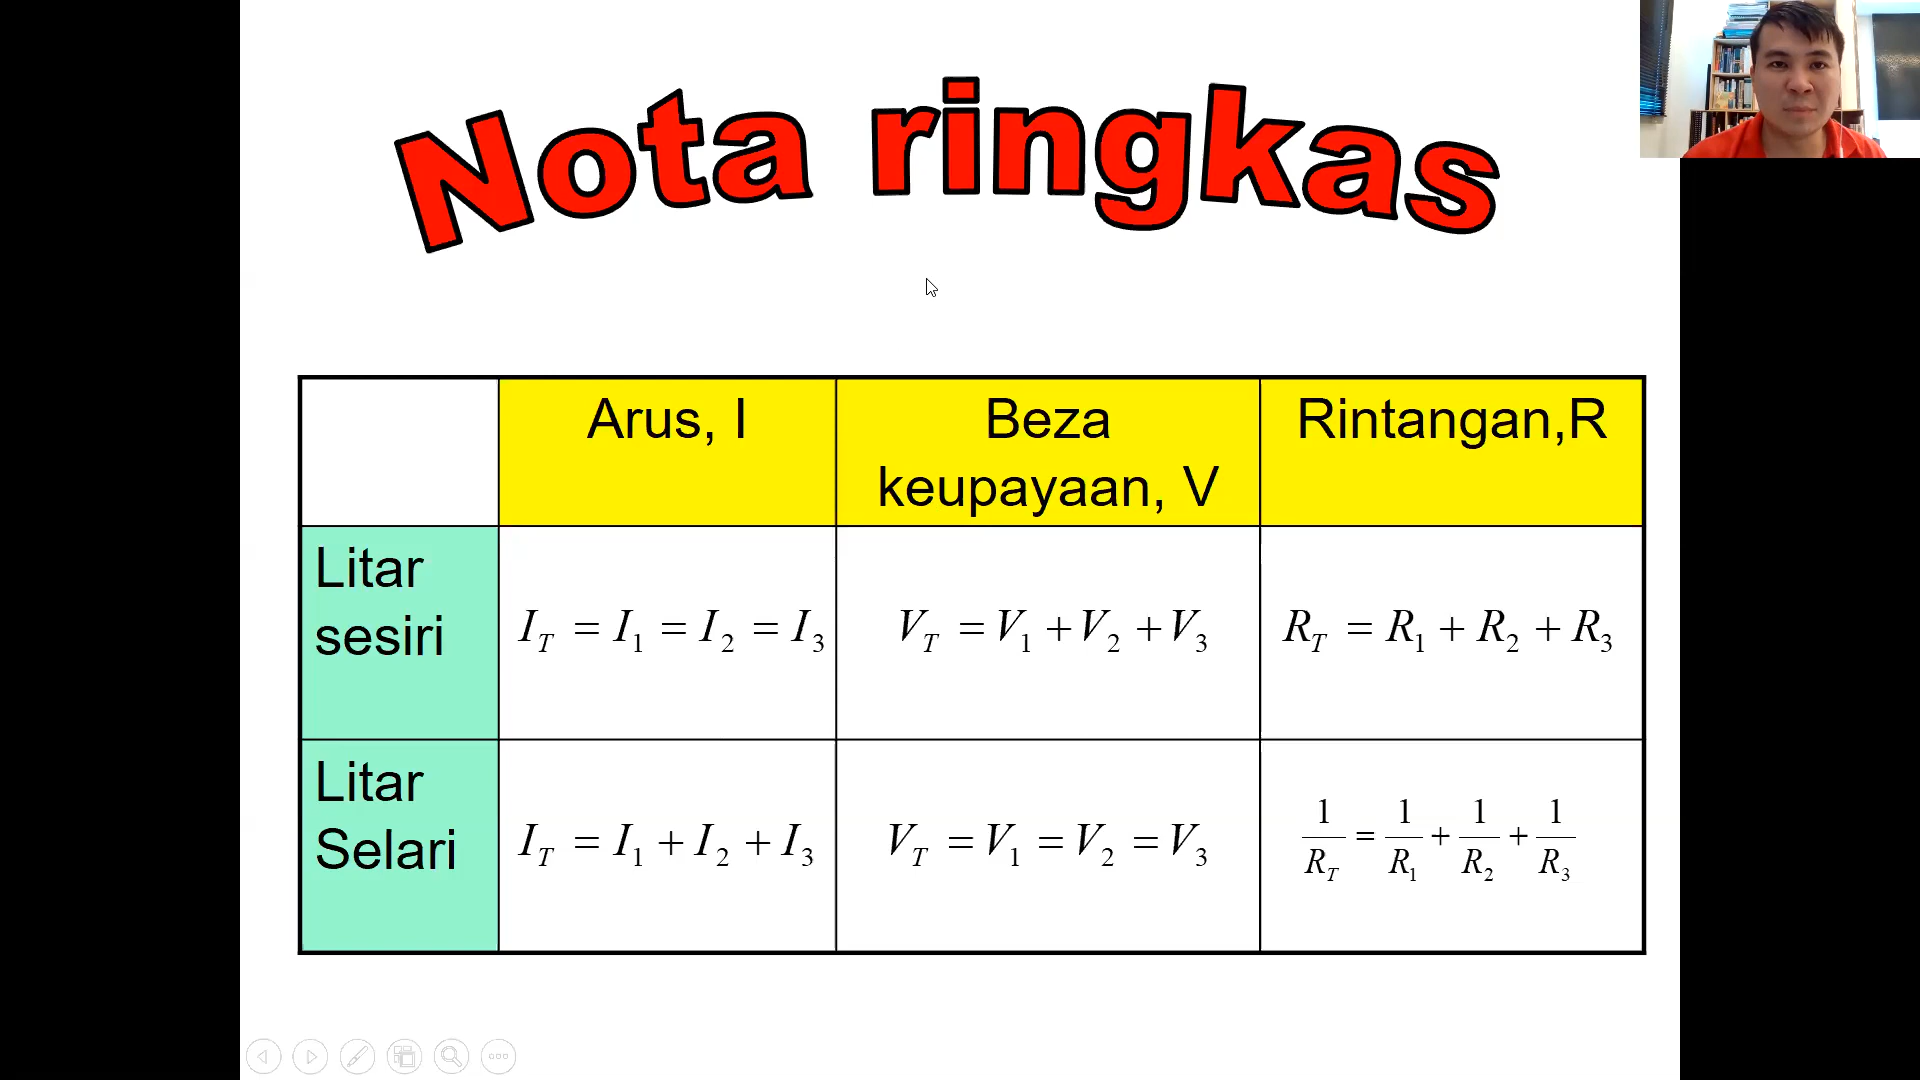 Nota ringkas
Arus, I
Beza
keupayaan, V
Rintangan,R
Litar
sesiri
I_T = I_1 = I_2 = I_3
V_T = V_1 + V_2 + V_3
R_T = R_1 + R_2 + R_3
Litar
Selari
I_T = I_1 + I_2 + I_3
V_T = V_1 = V_2 = V_3
1/R_T = 1/R_1 + 1/R_2 + 1/R_3